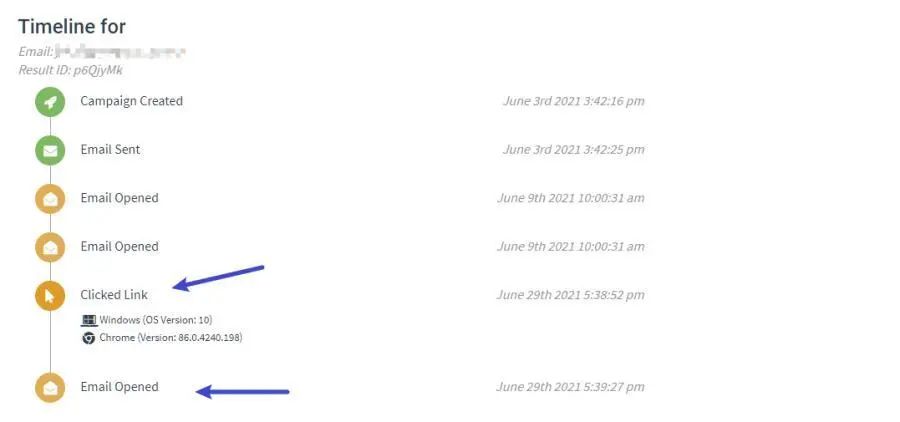 Timeline for
Email:
Result ID: p6QjyMk
Campaign Created June 3rd 2021 3:42:16 pm
Email Sent June 3rd 2021 3:42:25 pm
Email Opened June 9th 2021 10:00:31 am
Email Opened June 9th 2021 10:00:31 am
Clicked Link June 29th 2021 5:38:52 pm
Windows (OS Version: 10)
Chrome (Version: 86.0.4240.198)
Email Opened June 29th 2021 5:39:27 pm